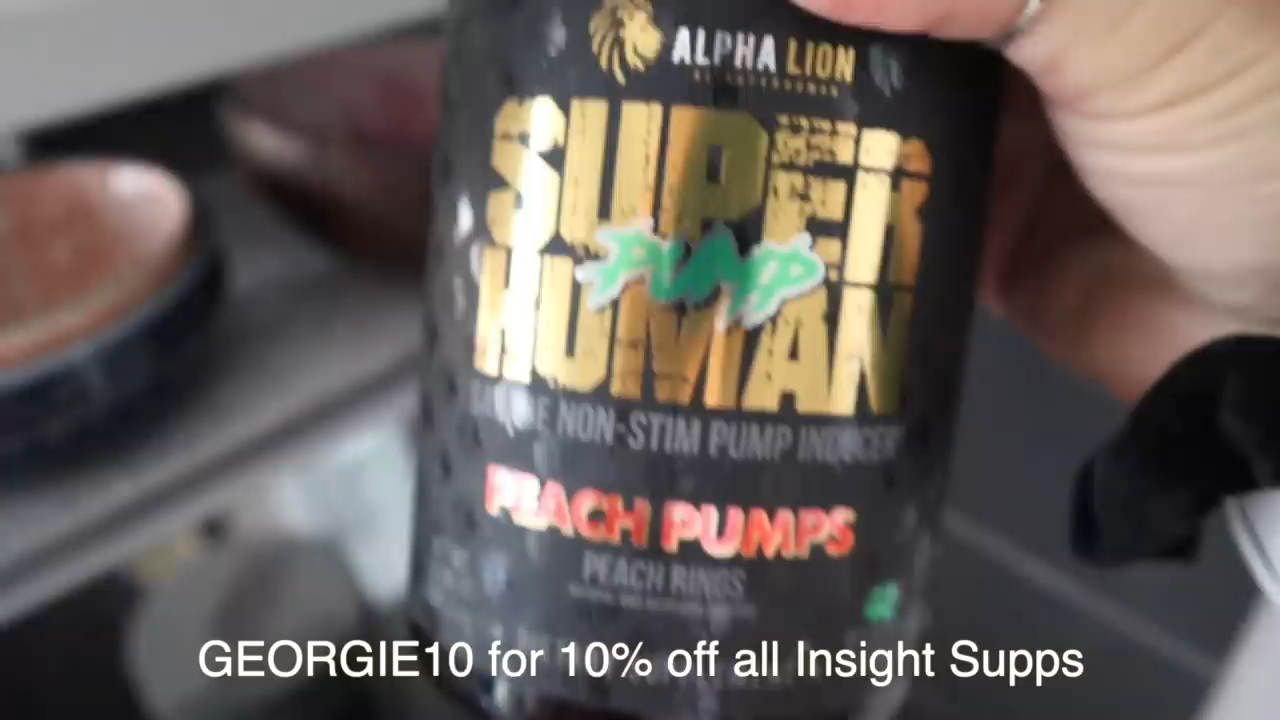 ALPHA LION
SUPER
PUMP
HUMAN
NON-STIM PUMP INDUCER
PEACH PUMPS
PEACH RINGS
GEORGIE10 for 10% off all Insight Supps